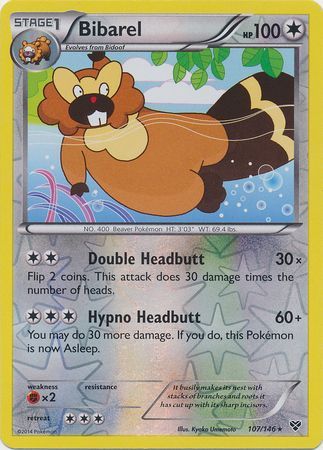 STAGE1
Bibarel
HP100
Evolves from Bidoof
NO. 400 Beaver Pokémon HT: 3'03" WT: 69.4 lbs.
Double Headbutt 30×
Flip 2 coins. This attack does 30 damage times
the number of heads.
Hypno Headbutt 60+
You may do 30 more damage. If you do, this Pokémon
is now Asleep.
weakness resistance
×2
retreat
It busily makes its nest with
stacks of branches and roots it
has cut up with its sharp incisors.
Illus. Kyoko Umemoto 107/146★
©2014 Pokémon
XY